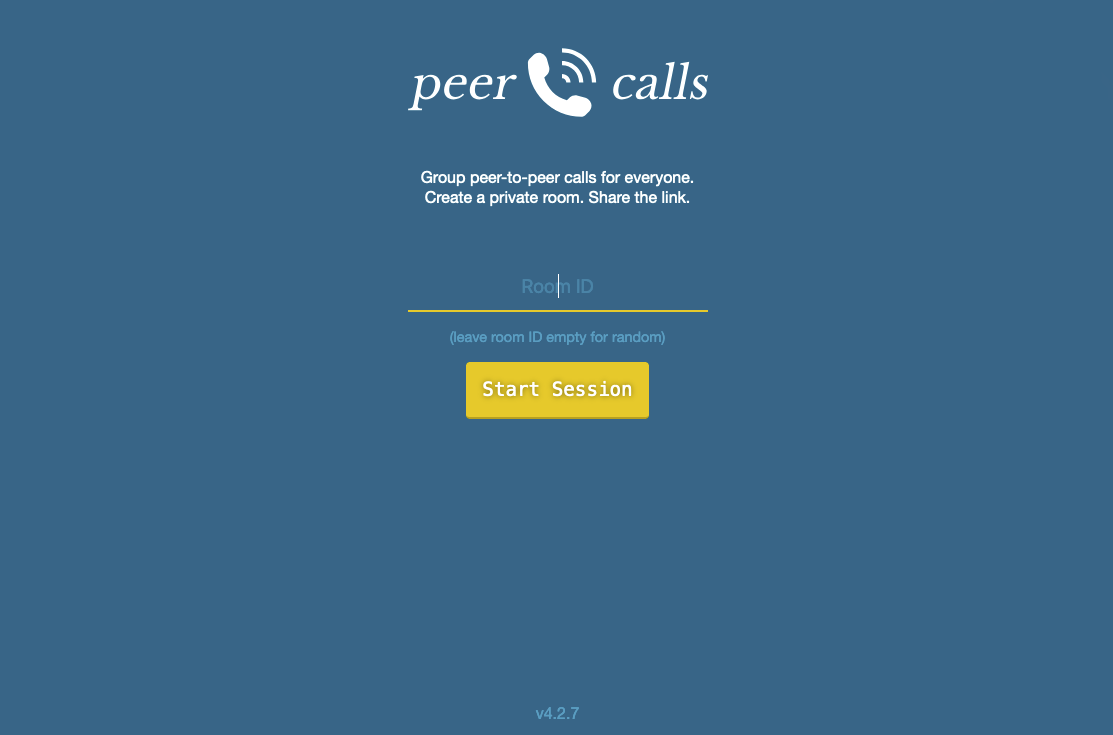 peer calls
Group peer-to-peer calls for everyone.
Create a private room. Share the link.
Room ID
(leave room ID empty for random)
Start Session
v4.2.7